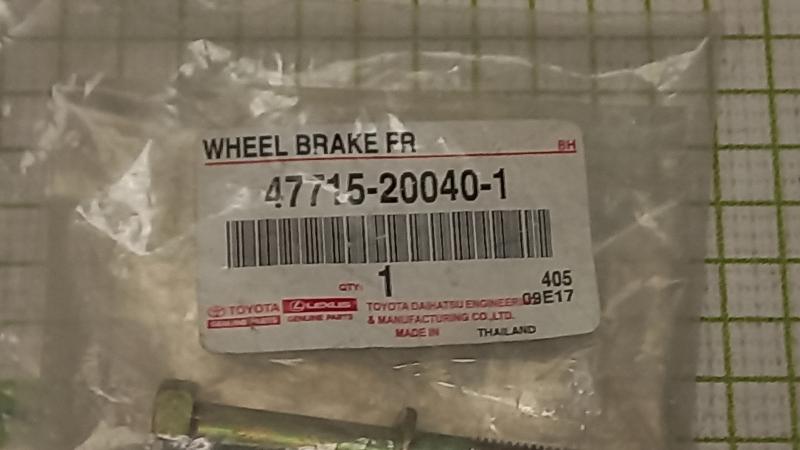 WHEEL BRAKE FR BH
47715-20040-1
QTY: 1 405
TOYOTA LEXUS TOYOTA DAIHATSU ENGINEERING 09E17
GENUINE PARTS GENUINE PARTS & MANUFACTURING CO.,LTD.
MADE IN THAILAND